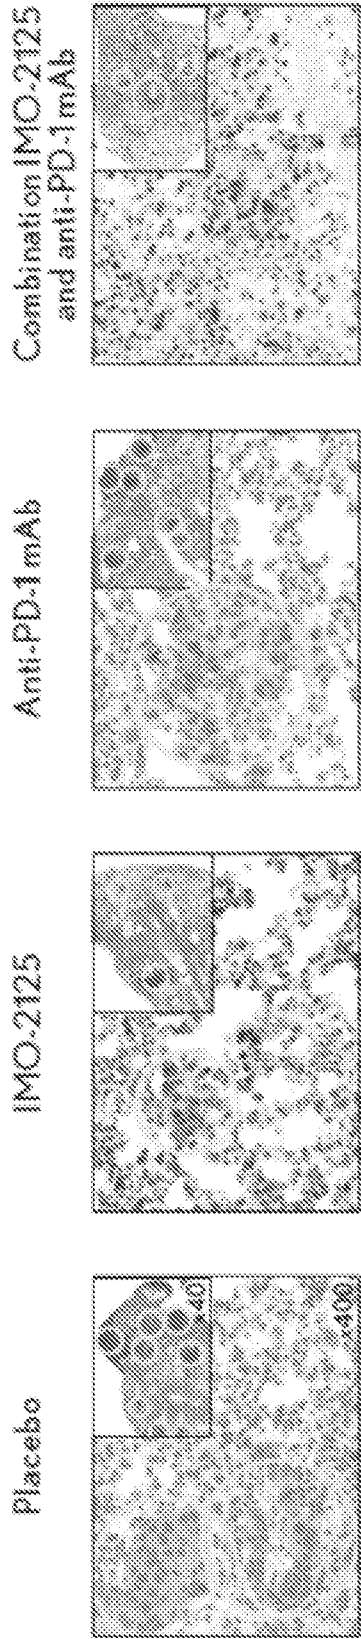 Placebo
x40
x400
IMO-2125
Anti-PD-1 mAb
Combination IMO-2125
and anti-PD-1 mAb